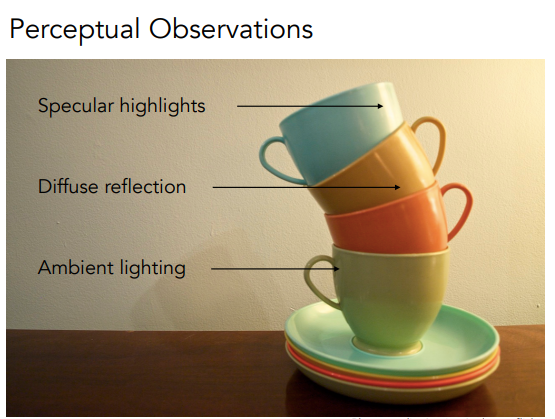 Perceptual Observations
Specular highlights
Diffuse reflection
Ambient lighting